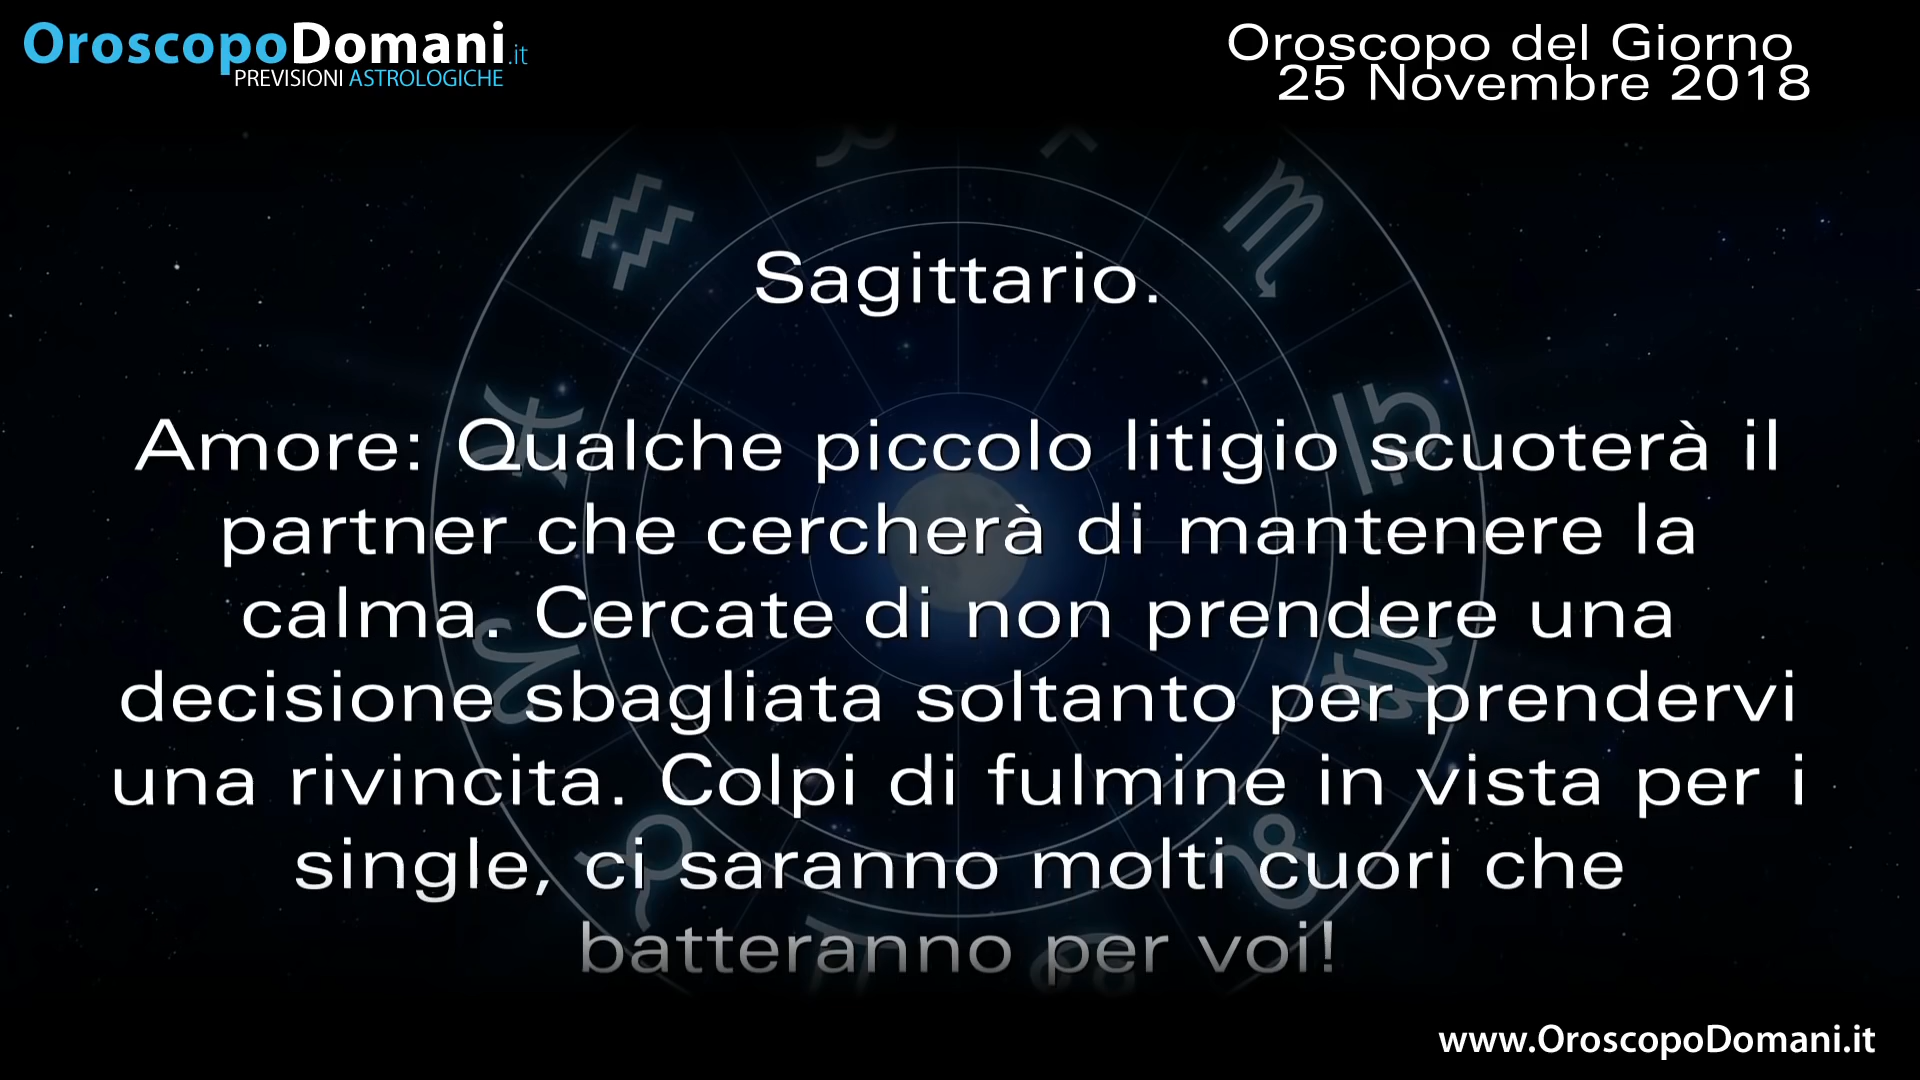 OroscopoDomani.it
PREVISIONI ASTROLOGICHE
Oroscopo del Giorno
25 Novembre 2018
Sagittario.
Amore: Qualche piccolo litigio scuoterà il
partner che cercherà di mantenere la
calma. Cercate di non prendere una
decisione sbagliata soltanto per prendervi
una rivincita. Colpi di fulmine in vista per i
single, ci saranno molti cuori che
batteranno per voi!
www.OroscopoDomani.it